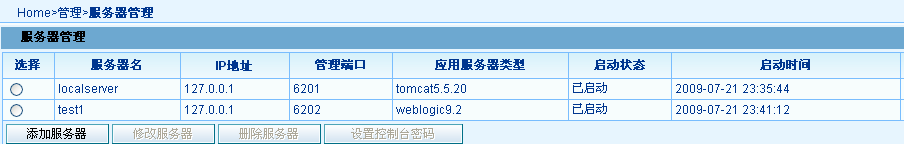 Home>管理>服务器管理
服务器管理
选择 服务器名 IP地址 管理端口 应用服务器类型 启动状态 启动时间
localserver 127.0.0.1 6201 tomcat5.5.20 已启动 2009-07-21 23:35:44
test1 127.0.0.1 6202 weblogic9.2 已启动 2009-07-21 23:41:12
添加服务器 修改服务器 删除服务器 设置控制台密码